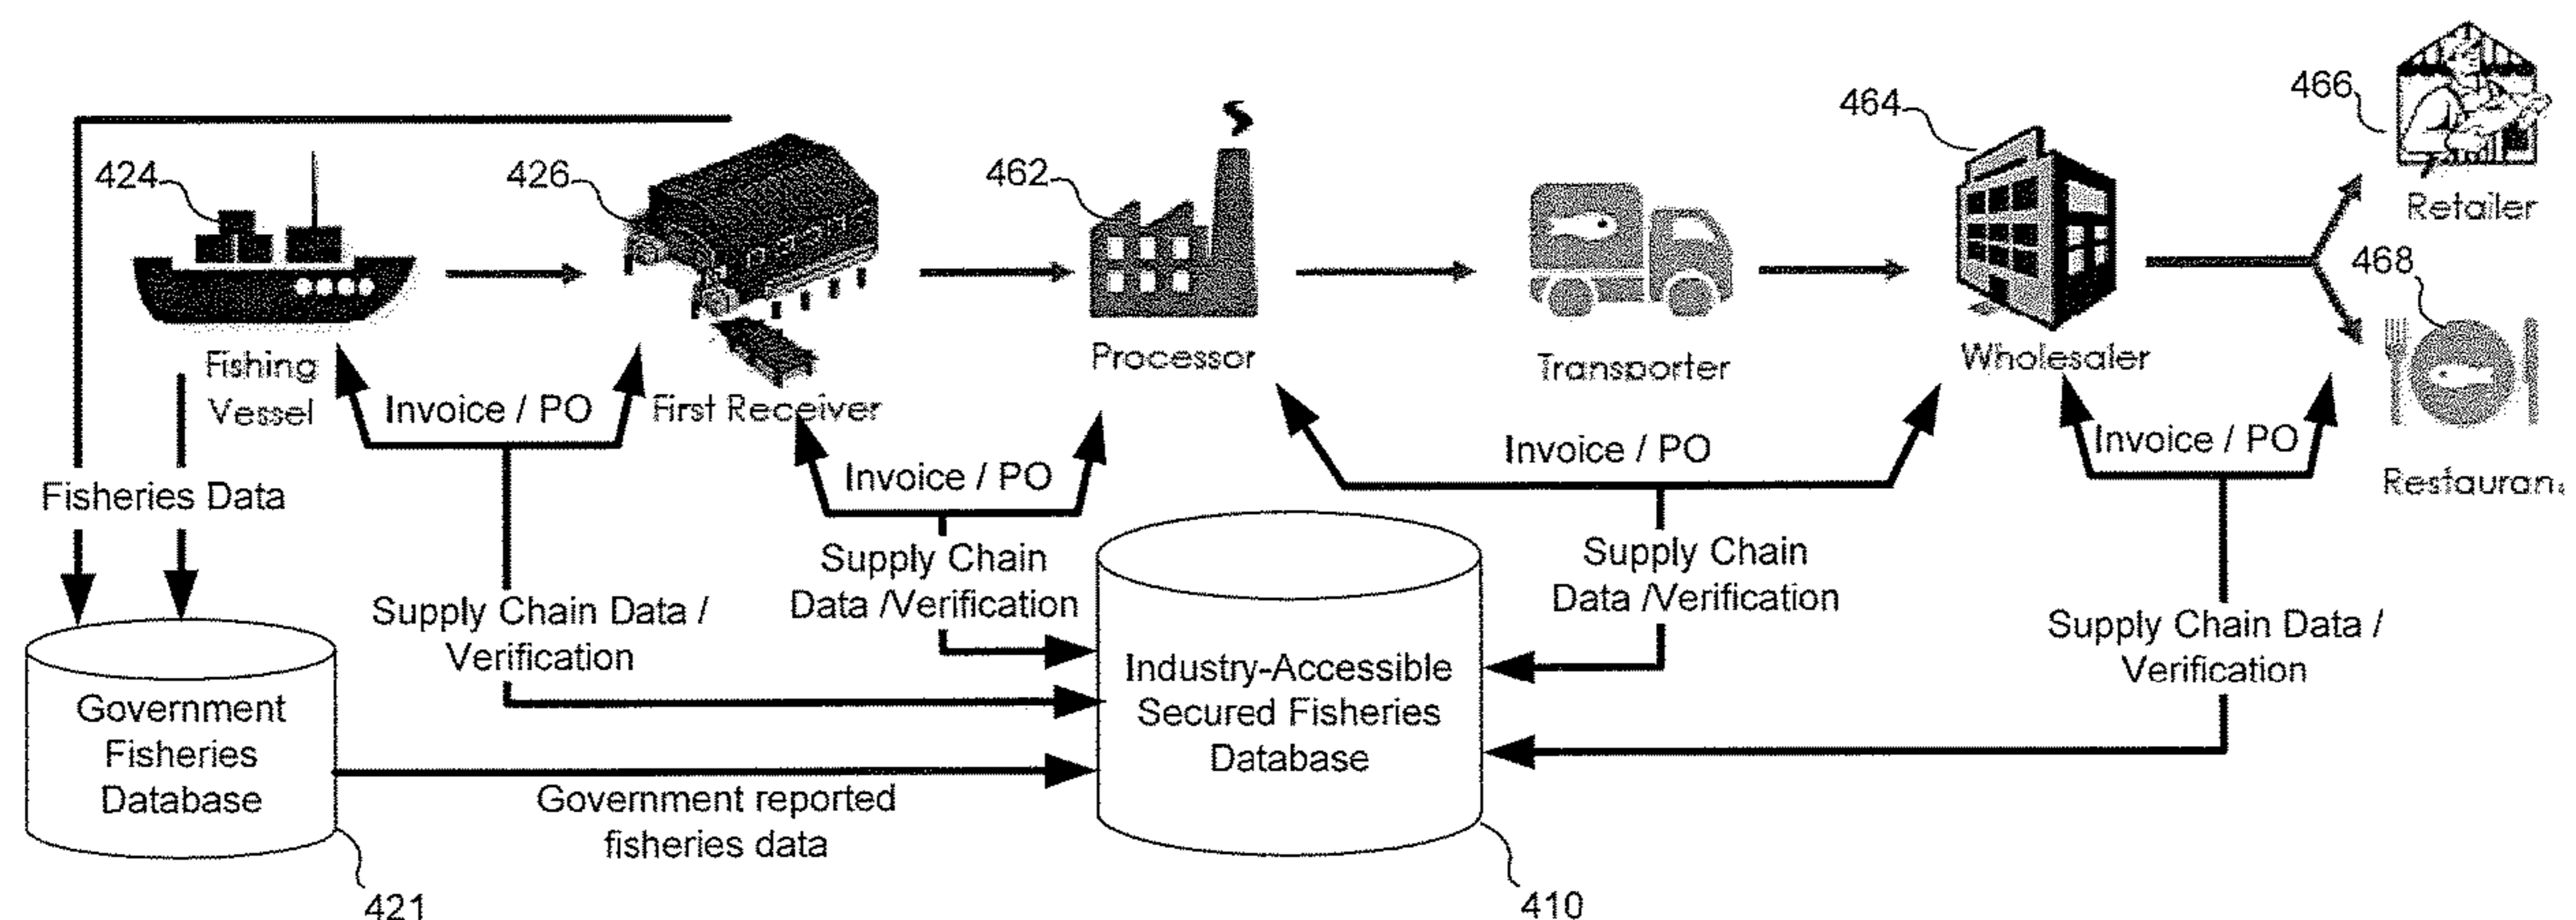 466
464
424
426
462
Retailer
468
Fishing
Vessel
Invoice / PO
First Receiver
Processor
Transporter
Wholesaler
Invoice / PO
Invoice / PO
Invoice / PO
Restaurant
Fisheries Data
Supply Chain Data /
Verification
Supply Chain
Data /Verification
Supply Chain
Data /Verification
Supply Chain Data /
Verification
Government
Fisheries
Database
Industry-Accessible
Secured Fisheries
Database
Government reported
fisheries data
421
410